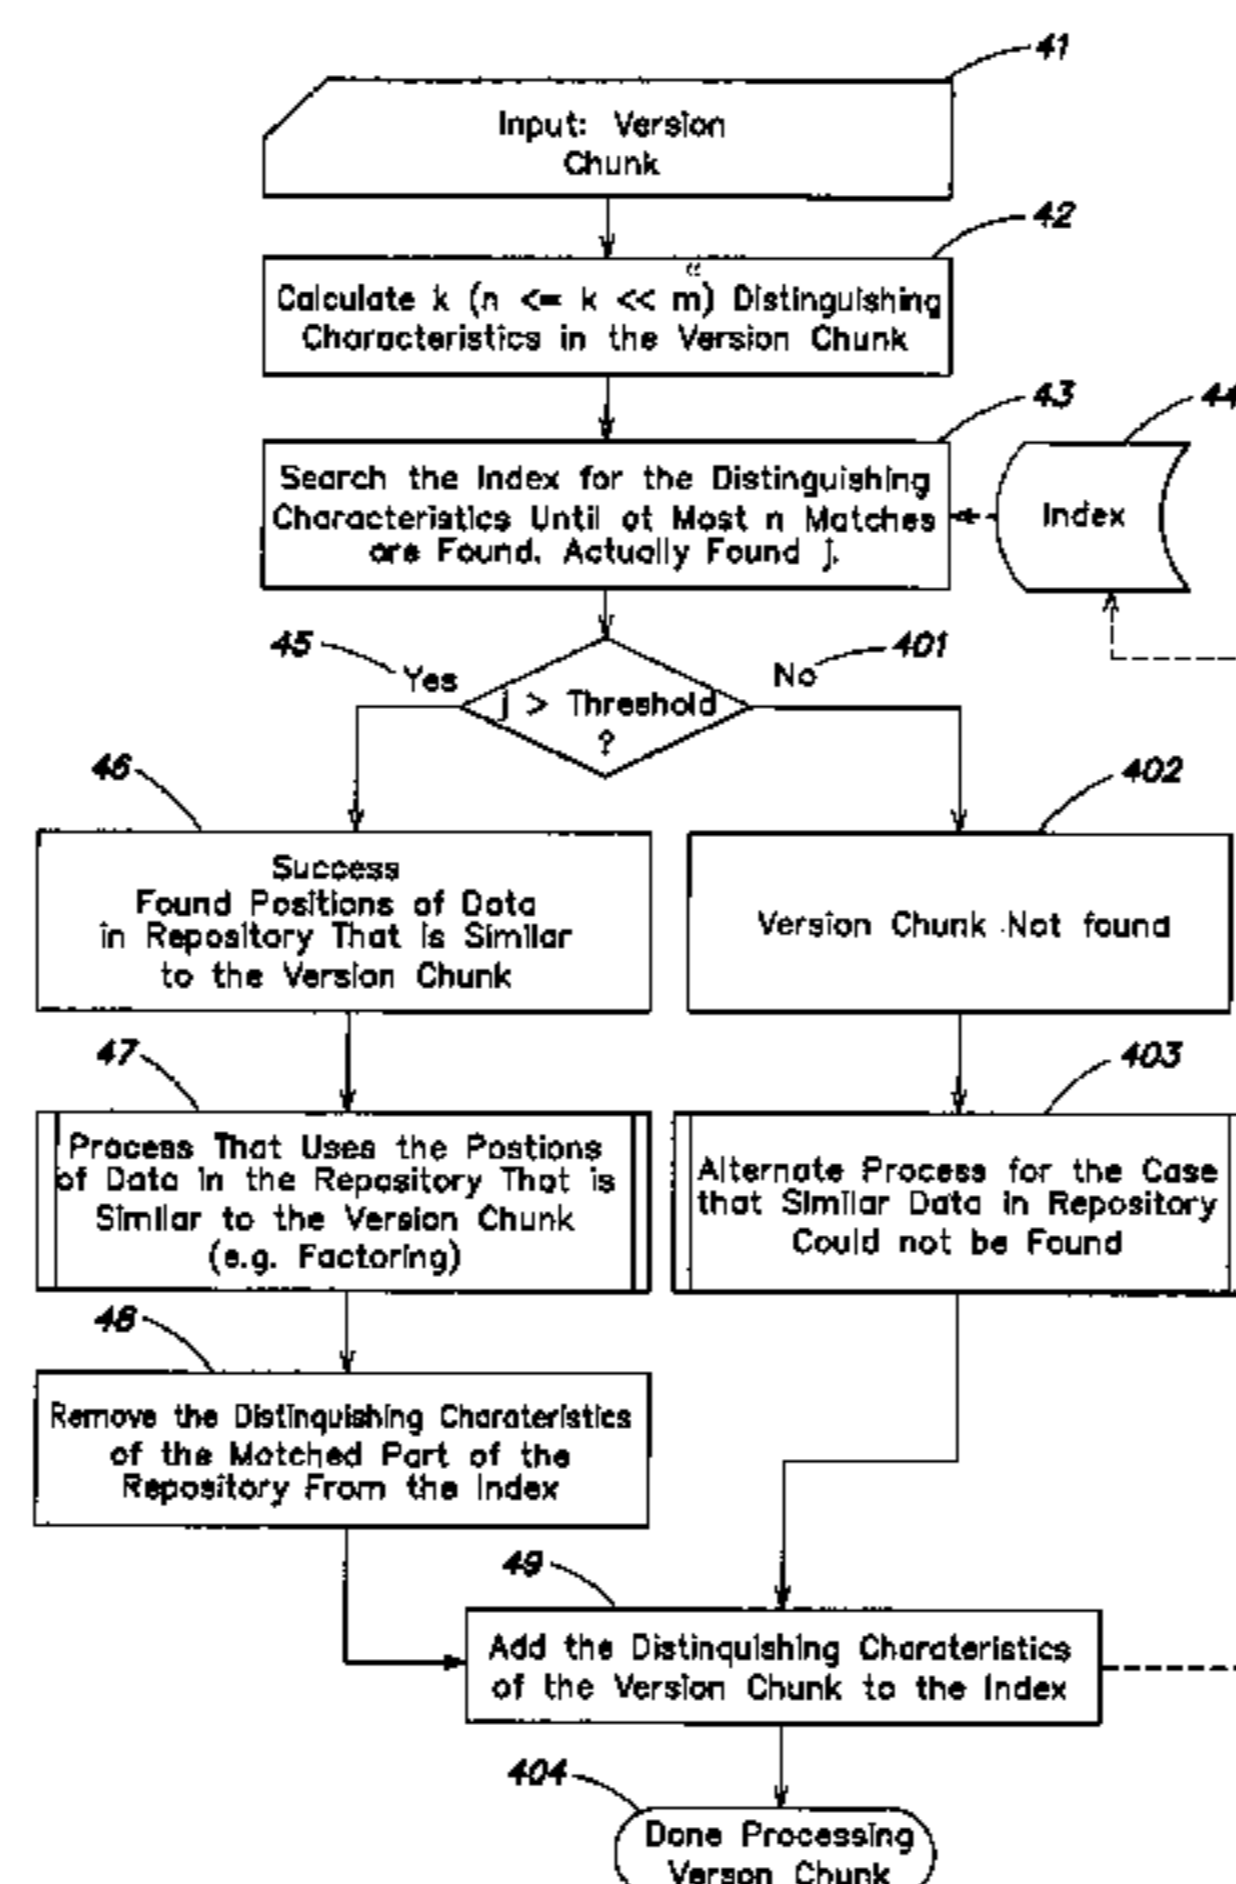 41
Input: Version
Chunk
42
Calculate k (n <= k << m) Distinguishing
Characteristics in the Version Chunk
43
44
Search the Index for the Distinguishing
Characteristics Until at Most n Matches
are Found. Actually Found j.
Index
45
Yes
No
401
j > Threshold
?
46
402
Success
Found Positions of Data
in Repository That is Similar
to the Version Chunk
Version Chunk Not found
47
403
Process That Uses the Postions
of Data in the Repository That is
Similar to the Version Chunk
(e.g. Factoring)
Alternate Process for the Case
that Similar Data in Repository
Could not be Found
48
Remove the Distinquishing Charateristics
of the Matched Part of the
Repository From the Index
49
Add the Distinquishing Charateristics
of the Version Chunk to the Index
404
Done Processing
Verson Chunk